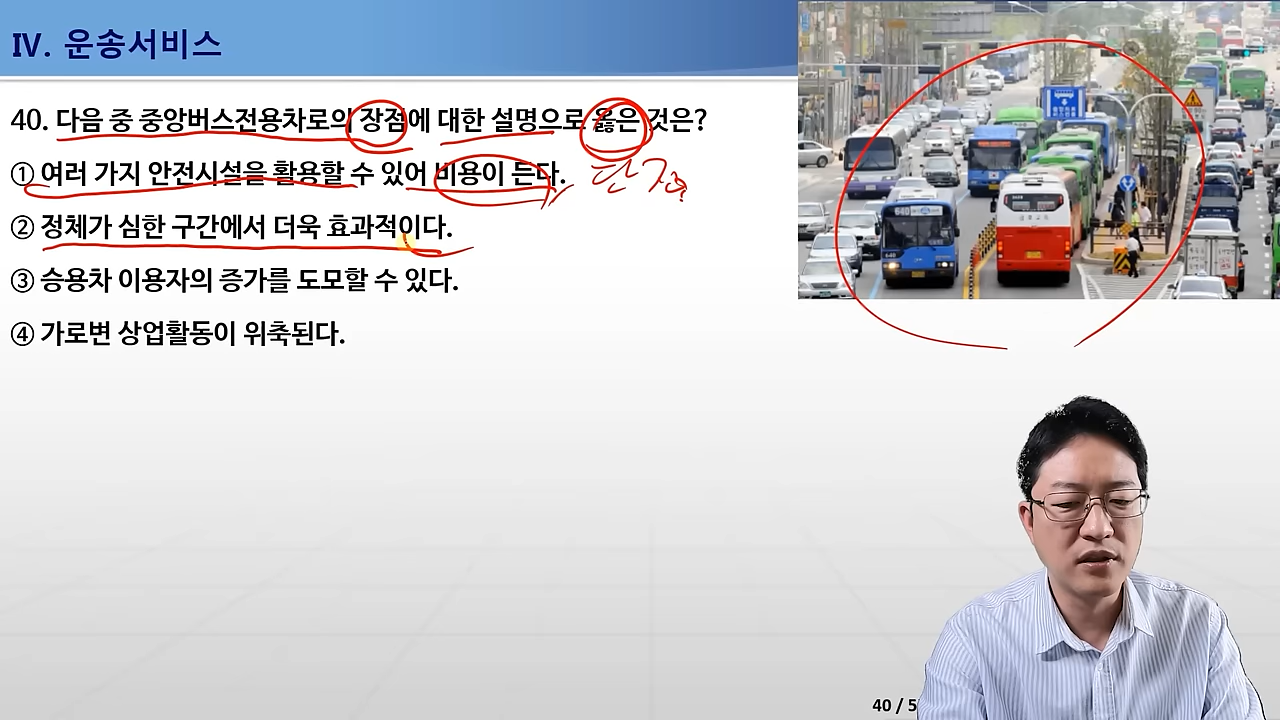 Ⅳ. 운송서비스
40. 다음 중 중앙버스전용차로의 장점에 대한 설명으로 옳은 것은?
① 여러 가지 안전시설을 활용할 수 있어 비용이 든다. 단점
② 정체가 심한 구간에서 더욱 효과적이다.
③ 승용차 이용자의 증가를 도모할 수 있다.
④ 가로변 상업활동이 위축된다.
640
640
40 / 5